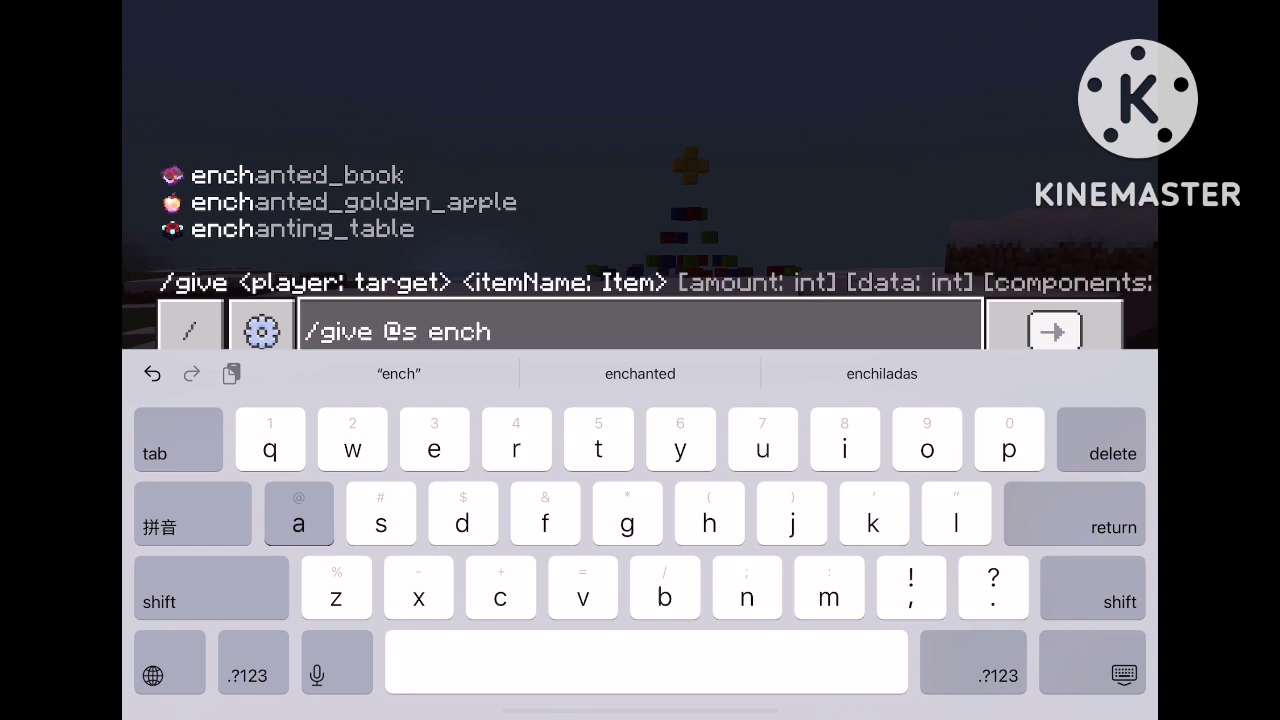 K
KINEMASTER
enchanted_book
enchanted_golden_apple
enchanting_table
/give <player: target> <itemName: Item> [amount: int] [data: int] [components:
/
/give @s ench
“ench” enchanted enchiladas
1 2 3 4 5 6 7 8 9 0
tab q w e r t y u i o p delete
@ # $ & * ( ) ' "
拼音 a s d f g h j k l return
% - + = / ; : ! ?
shift z x c v b n m , . shift
.?123 .?123